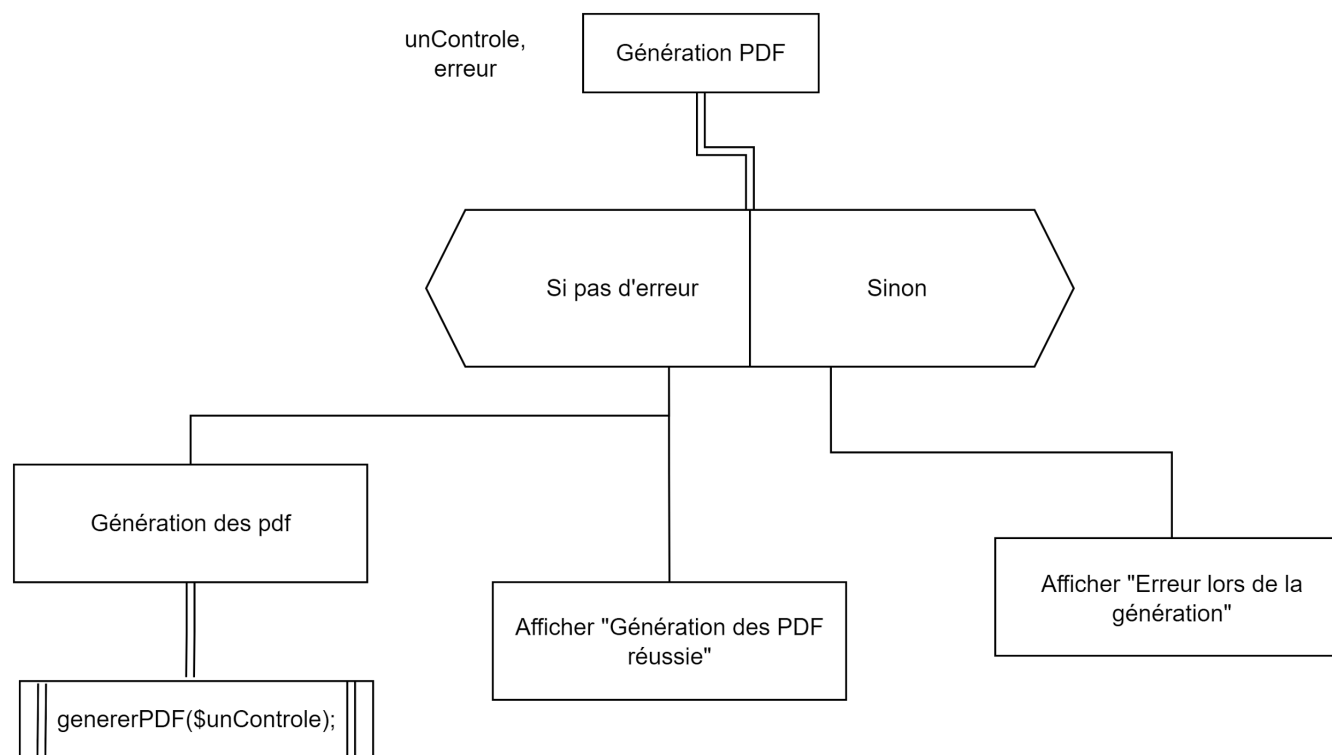 unControle,
erreur
Génération PDF
Si pas d'erreur
Sinon
Génération des pdf
Afficher "Génération des PDF
réussie"
Afficher "Erreur lors de la
génération"
genererPDF($unControle);